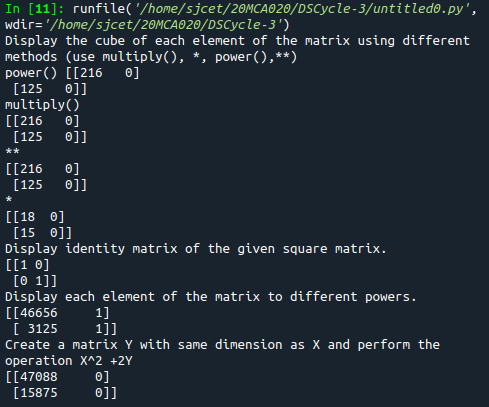 In [11]: runfile('/home/sjcet/20MCA020/DSCycle-3/untitled0.py',
wdir='/home/sjcet/20MCA020/DSCycle-3')
Display the cube of each element of the matrix using different
methods (use multiply(), *, power(),**)
power() [[216   0]
 [125   0]]
multiply()
[[216   0]
 [125   0]]
**
[[216   0]
 [125   0]]
*
[[18  0]
 [15  0]]
Display identity matrix of the given square matrix.
[[1 0]
 [0 1]]
Display each element of the matrix to different powers.
[[46656     1]
 [ 3125     1]]
Create a matrix Y with same dimension as X and perform the
operation X^2 +2Y
[[47088     0]
 [15875     0]]